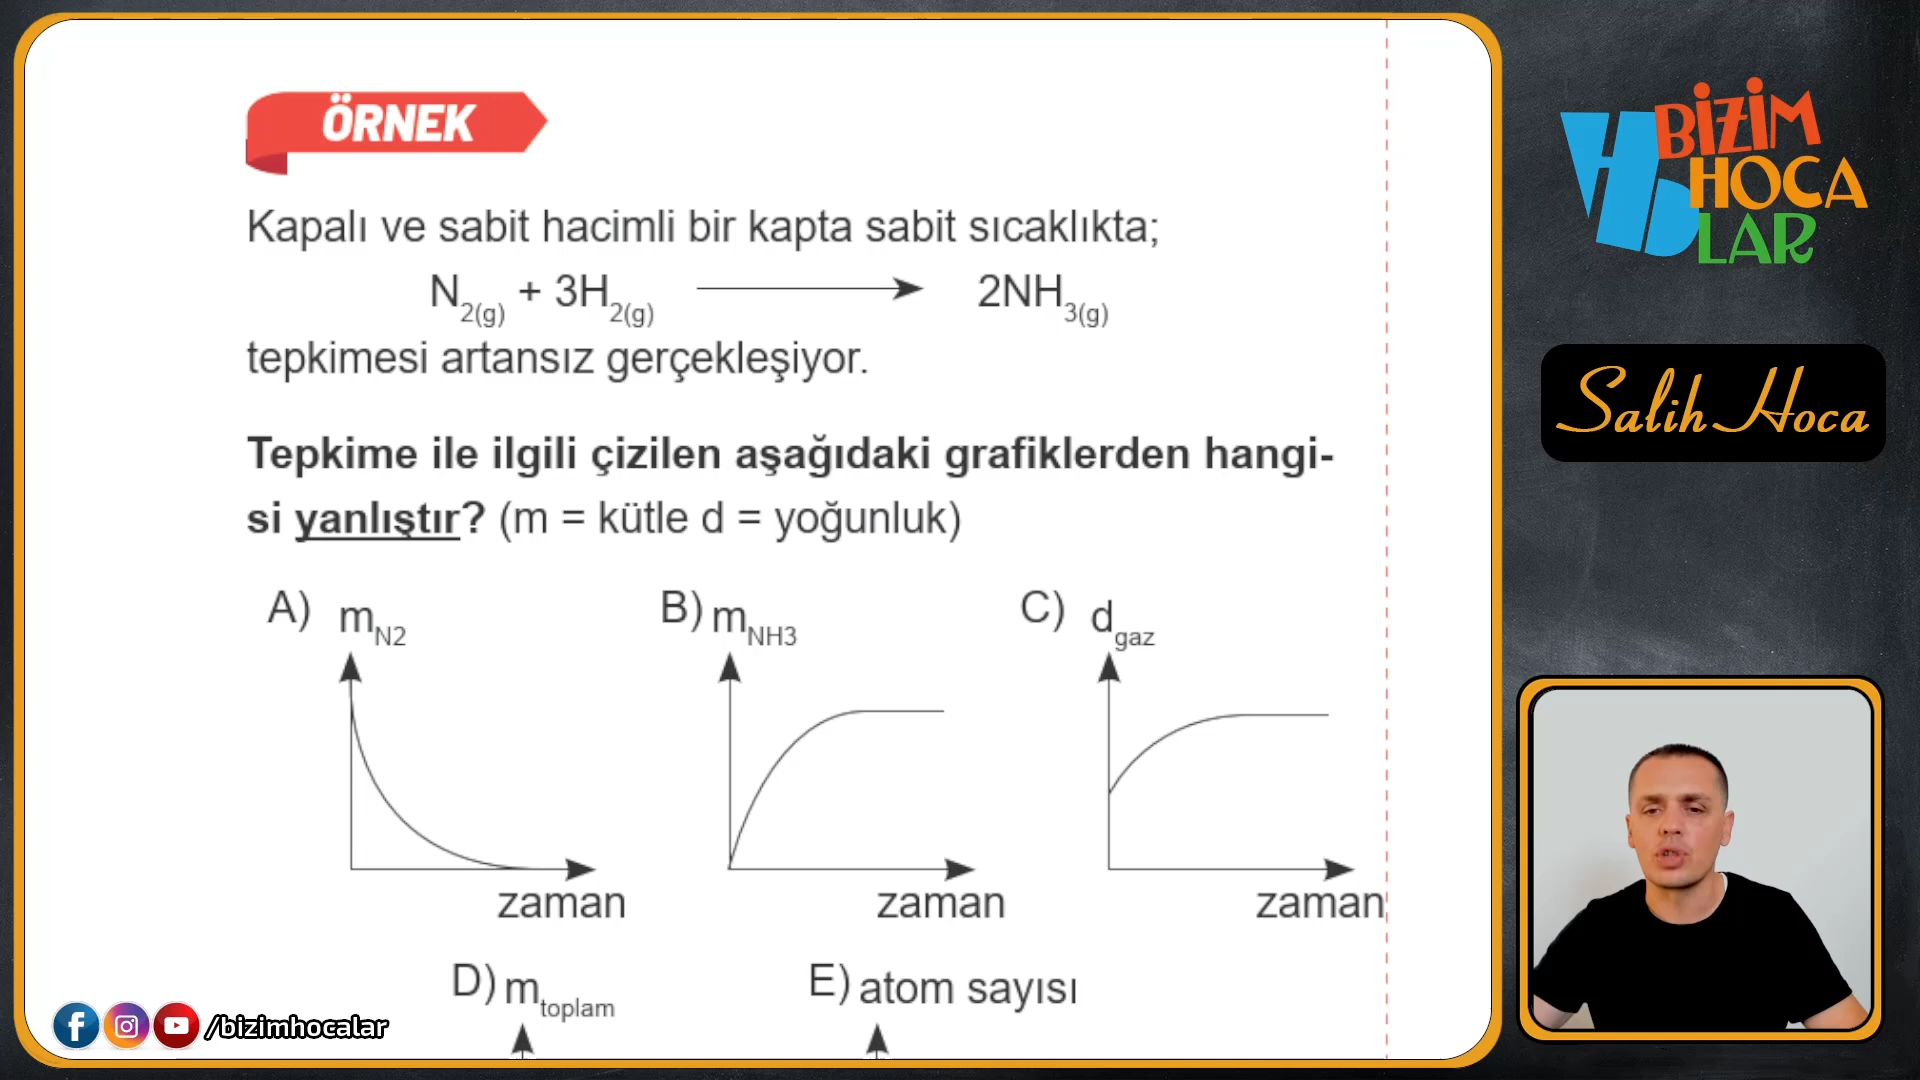 ÖRNEK
Kapalı ve sabit hacimli bir kapta sabit sıcaklıkta;
N2(g) + 3H2(g) → 2NH3(g)
tepkimesi artansız gerçekleşiyor.
Tepkime ile ilgili çizilen aşağıdaki grafiklerden hangi-
si yanlıştır? (m = kütle d = yoğunluk)
A) mN2
B) mNH3
C) dgaz
zaman
zaman
zaman
D) mtoplam
E) atom sayısı
/bizimhocalar
BİZİM
HOCA
LAR
Salih Hoca